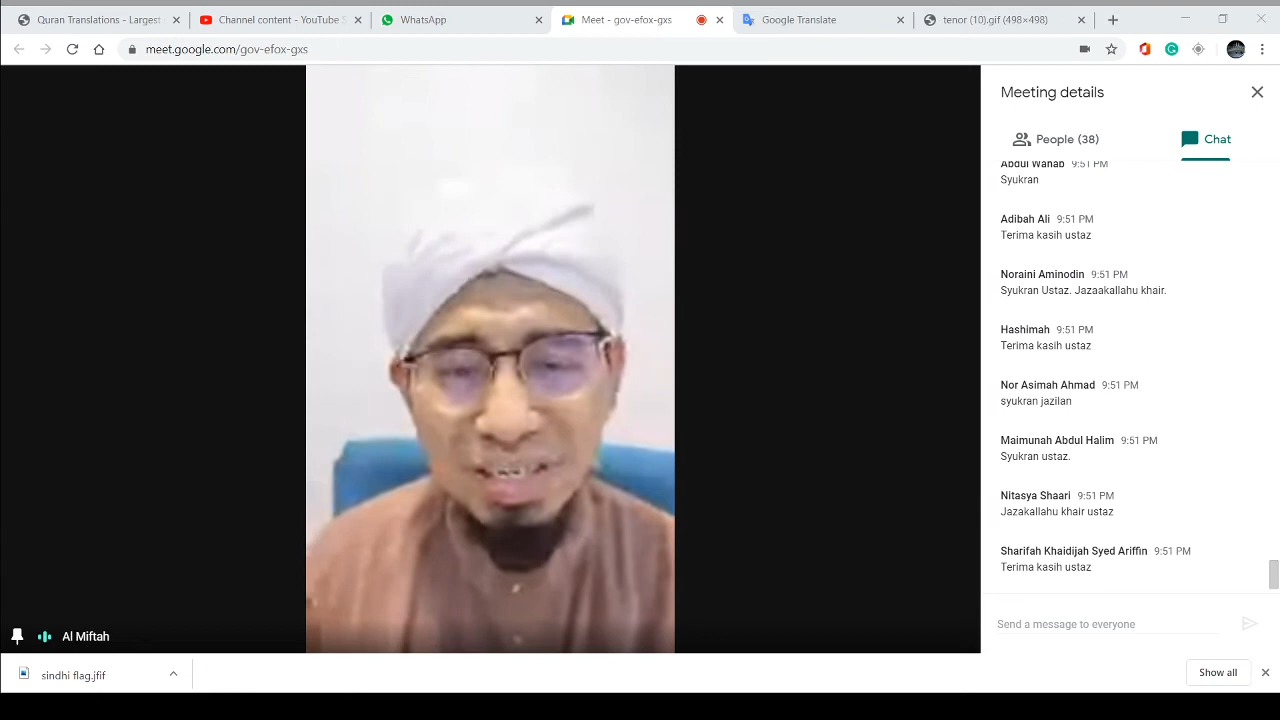 Quran Translations - Largest
Channel content - YouTube S
WhatsApp
Meet - gov-efox-gxs
Google Translate
tenor (10).gif (498×498)
meet.google.com/gov-efox-gxs
Meeting details
People (38)
Chat
Abdul Wahab 9:51 PM
Syukran
Adibah Ali 9:51 PM
Terima kasih ustaz
Noraini Aminodin 9:51 PM
Syukran Ustaz. Jazaakallahu khair.
Hashimah 9:51 PM
Terima kasih ustaz
Nor Asimah Ahmad 9:51 PM
syukran jazilan
Maimunah Abdul Halim 9:51 PM
Syukran ustaz.
Nitasya Shaari 9:51 PM
Jazakallahu khair ustaz
Sharifah Khaidijah Syed Ariffin 9:51 PM
Terima kasih ustaz
Send a message to everyone
Al Miftah
sindhi flag.jfif
Show all